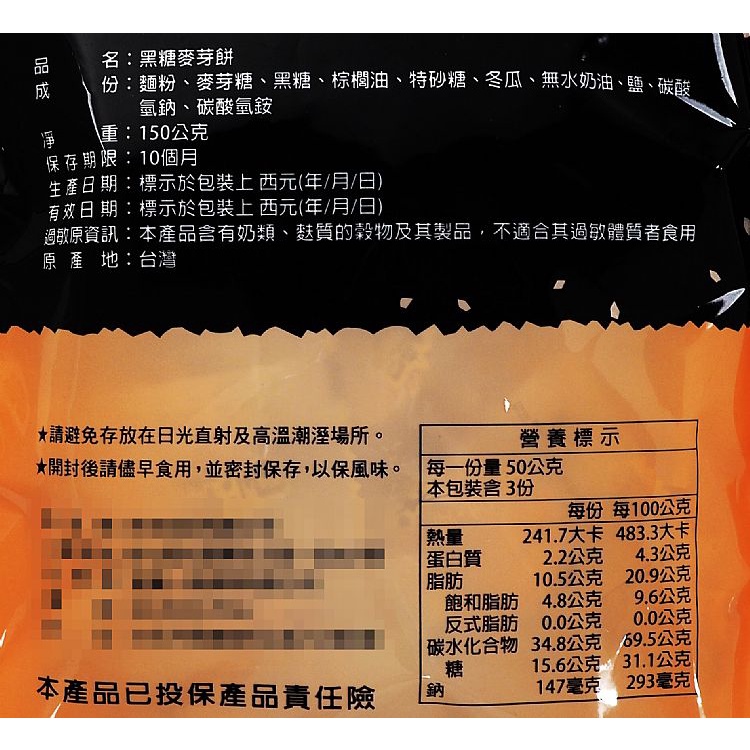 品名：黑糖麥芽餅
成份：麵粉、麥芽糖、黑糖、棕櫚油、特砂糖、冬瓜、無水奶油、鹽、碳酸
氫鈉、碳酸氫銨
淨重：150公克
保存期限：10個月
生產日期：標示於包裝上 西元(年/月/日)
有效日期：標示於包裝上 西元(年/月/日)
過敏原資訊：本產品含有奶類、麩質的穀物及其製品，不適合其過敏體質者食用
原產地：台灣
★請避免存放在日光直射及高溫潮溼場所。
★開封後請儘早食用，並密封保存，以保風味。
本產品已投保產品責任險
營養標示
每一份量 50公克
本包裝含 3份
每份 每100公克
熱量 241.7大卡 483.3大卡
蛋白質 2.2公克 4.3公克
脂肪 10.5公克 20.9公克
飽和脂肪 4.8公克 9.6公克
反式脂肪 0.0公克 0.0公克
碳水化合物 34.8公克 69.5公克
糖 15.6公克 31.1公克
鈉 147毫克 293毫克